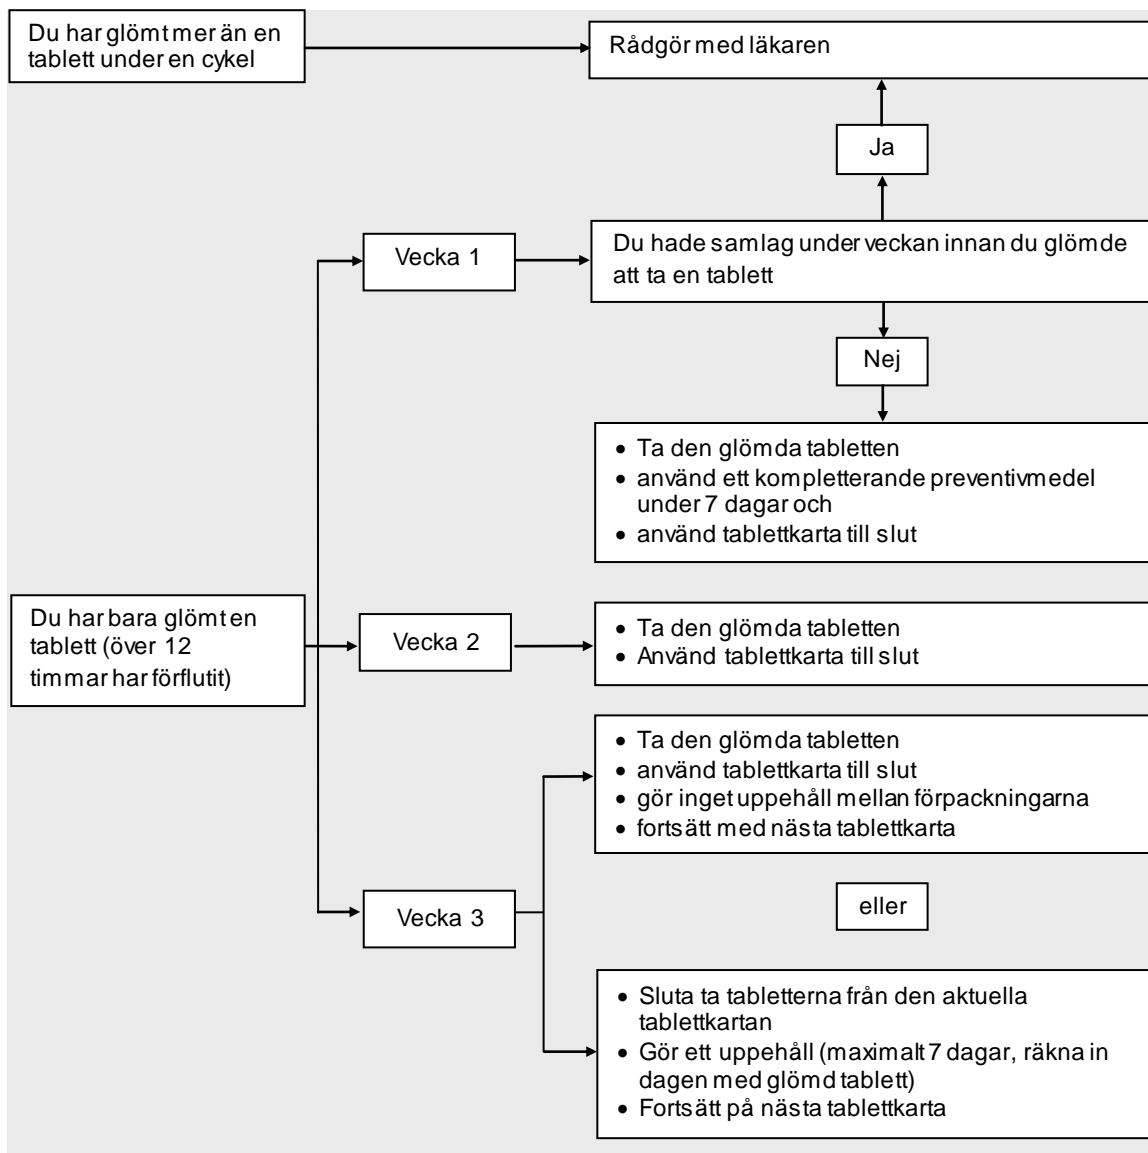 Du har glömt mer än en
tablett under en cykel
Rådgör med läkaren
Ja
Vecka 1
Du hade samlag under veckan innan du glömde
att ta en tablett
Nej
• Ta den glömda tabletten
• använd ett kompletterande preventivmedel
under 7 dagar och
• använd tablettkarta till slut
Du har bara glömt en
tablett (över 12
timmar har förflutit)
Vecka 2
• Ta den glömda tabletten
• Använd tablettkarta till slut
• Ta den glömda tabletten
• använd tablettkarta till slut
• gör inget uppehåll mellan förpackningarna
• fortsätt med nästa tablettkarta
Vecka 3
eller
• Sluta ta tabletterna från den aktuella
tablettkartan
• Gör ett uppehåll (maximalt 7 dagar, räkna in
dagen med glömd tablett)
• Fortsätt på nästa tablettkarta